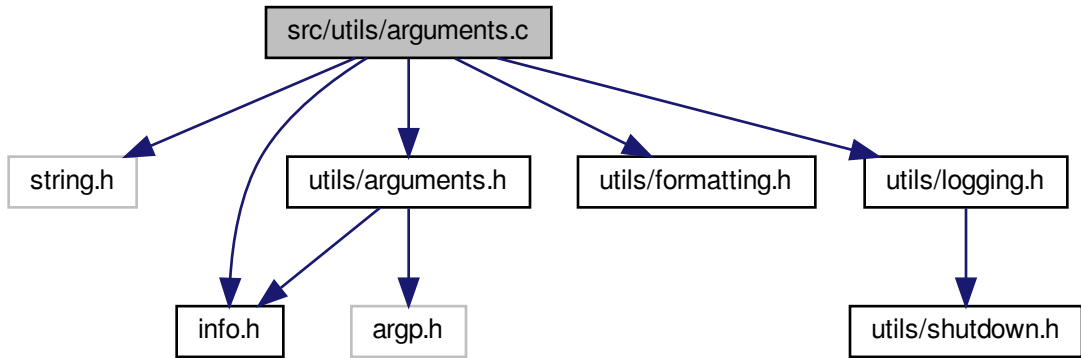 src/utils/arguments.c
string.h
utils/arguments.h
utils/formatting.h
utils/logging.h
info.h
argp.h
utils/shutdown.h